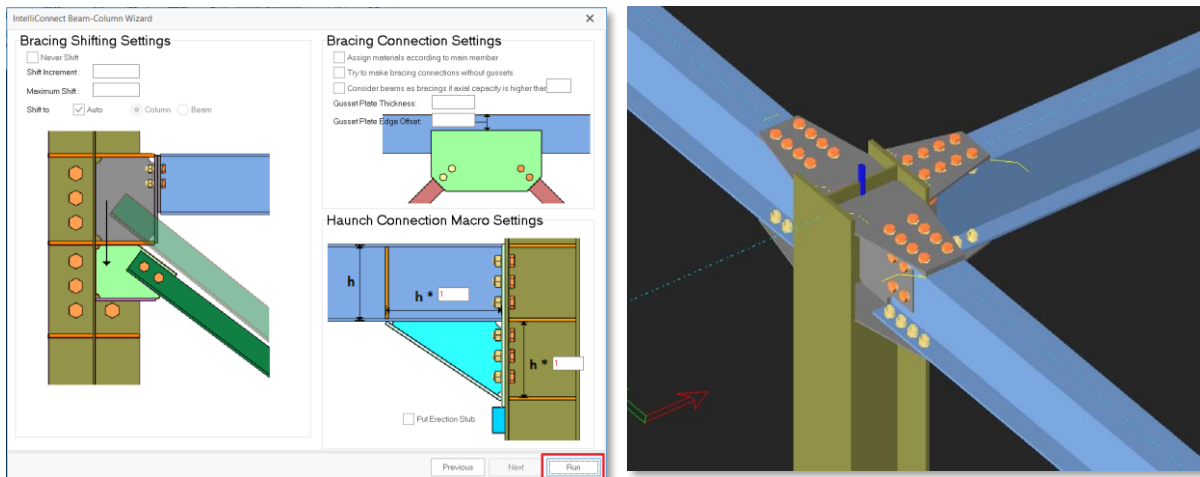 IntelliConnect Beam-Column Wizard
Bracing Shifting Settings
Never Shift
Shift Increment :
Maximum Shift :
Shift to
Auto
Column
Beam
Bracing Connection Settings
Assign materials according to main member
Try to make bracing connections without gussets
Consider beams as bracings if axial capacity is higher than
Gusset Plate Thickness:
Gusset Plate Edge Offset:
Haunch Connection Macro Settings
h
h * 1
h * 1
Put Erection Stub
Previous
Next
Run